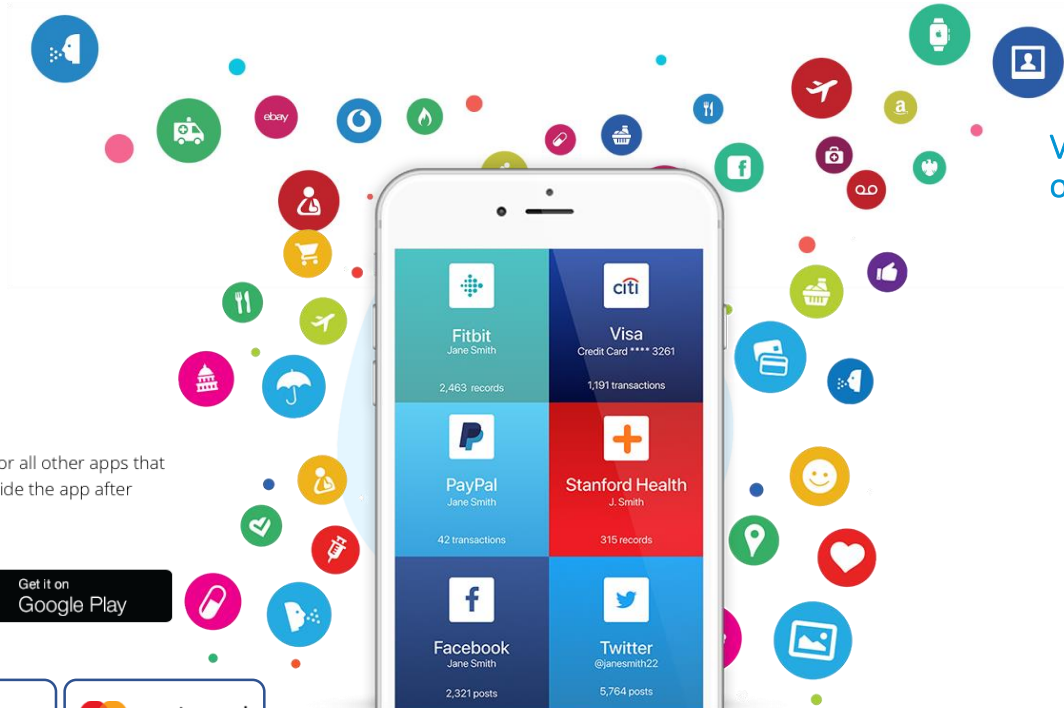 ebay
a
citi
Fitbit
Jane Smith
2,463 records
Visa
Credit Card **** 3261
1,191 transactions
PayPal
Jane Smith
42 transactions
Stanford Health
J. Smith
315 records
Facebook
Jane Smith
2,321 posts
Twitter
@janesmith22
5,764 posts
or all other apps that
ide the app after
Get it on
Google Play
V
o